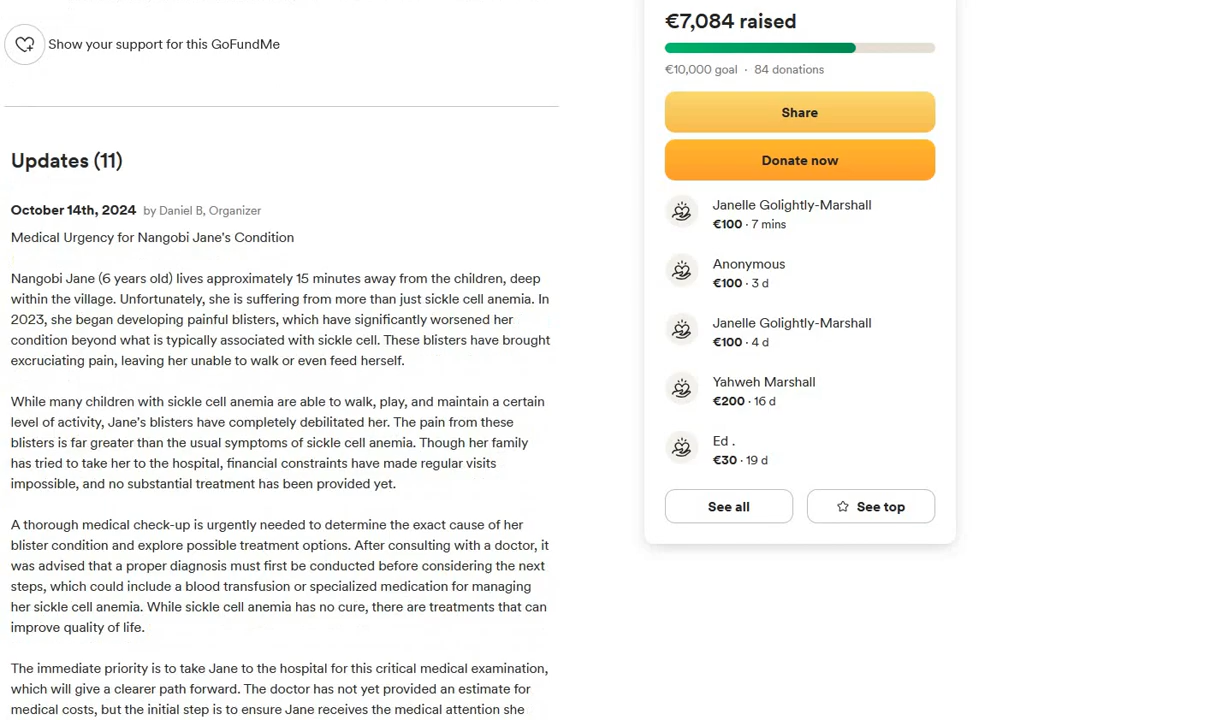 Show your support for this GoFundMe
Updates (11)
October 14th, 2024 by Daniel B, Organizer
Medical Urgency for Nangobi Jane's Condition
Nangobi Jane (6 years old) lives approximately 15 minutes away from the children, deep
within the village. Unfortunately, she is suffering from more than just sickle cell anemia. In
2023, she began developing painful blisters, which have significantly worsened her
condition beyond what is typically associated with sickle cell. These blisters have brought
excruciating pain, leaving her unable to walk or even feed herself.
While many children with sickle cell anemia are able to walk, play, and maintain a certain
level of activity, Jane's blisters have completely debilitated her. The pain from these
blisters is far greater than the usual symptoms of sickle cell anemia. Though her family
has tried to take her to the hospital, financial constraints have made regular visits
impossible, and no substantial treatment has been provided yet.
A thorough medical check-up is urgently needed to determine the exact cause of her
blister condition and explore possible treatment options. After consulting with a doctor, it
was advised that a proper diagnosis must first be conducted before considering the next
steps, which could include a blood transfusion or specialized medication for managing
her sickle cell anemia. While sickle cell anemia has no cure, there are treatments that can
improve quality of life.
The immediate priority is to take Jane to the hospital for this critical medical examination,
which will give a clearer path forward. The doctor has not yet provided an estimate for
medical costs, but the initial step is to ensure Jane receives the medical attention she
€7,084 raised
€10,000 goal · 84 donations
Share
Donate now
Janelle Golightly-Marshall
€100 · 7 mins
Anonymous
€100 · 3 d
Janelle Golightly-Marshall
€100 · 4 d
Yahweh Marshall
€200 · 16 d
Ed .
€30 · 19 d
See all
See top